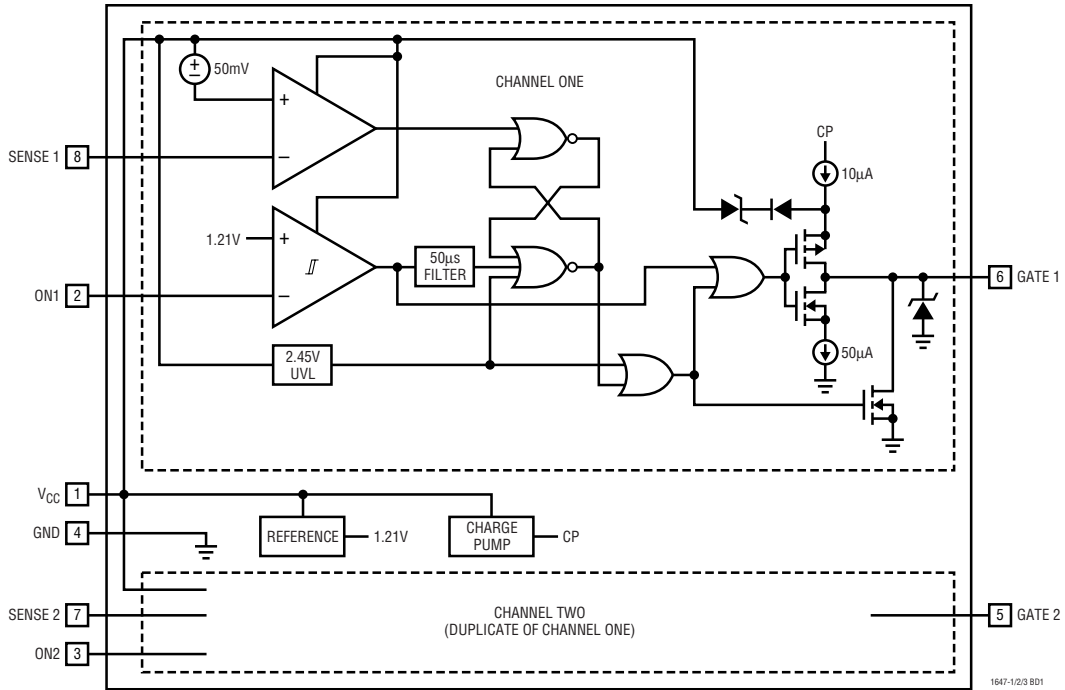 50mV
CHANNEL ONE
+
−
+
−
CP
SENSE 1 8
10µA
1.21V
+
−
50µs
FILTER
ON1 2
6 GATE 1
2.45V
UVL
50µA
VCC 1
GND 4
REFERENCE
1.21V
CHARGE
PUMP
CP
SENSE 2 7
CHANNEL TWO
(DUPLICATE OF CHANNEL ONE)
5 GATE 2
ON2 3
1647-1/2/3 BD1